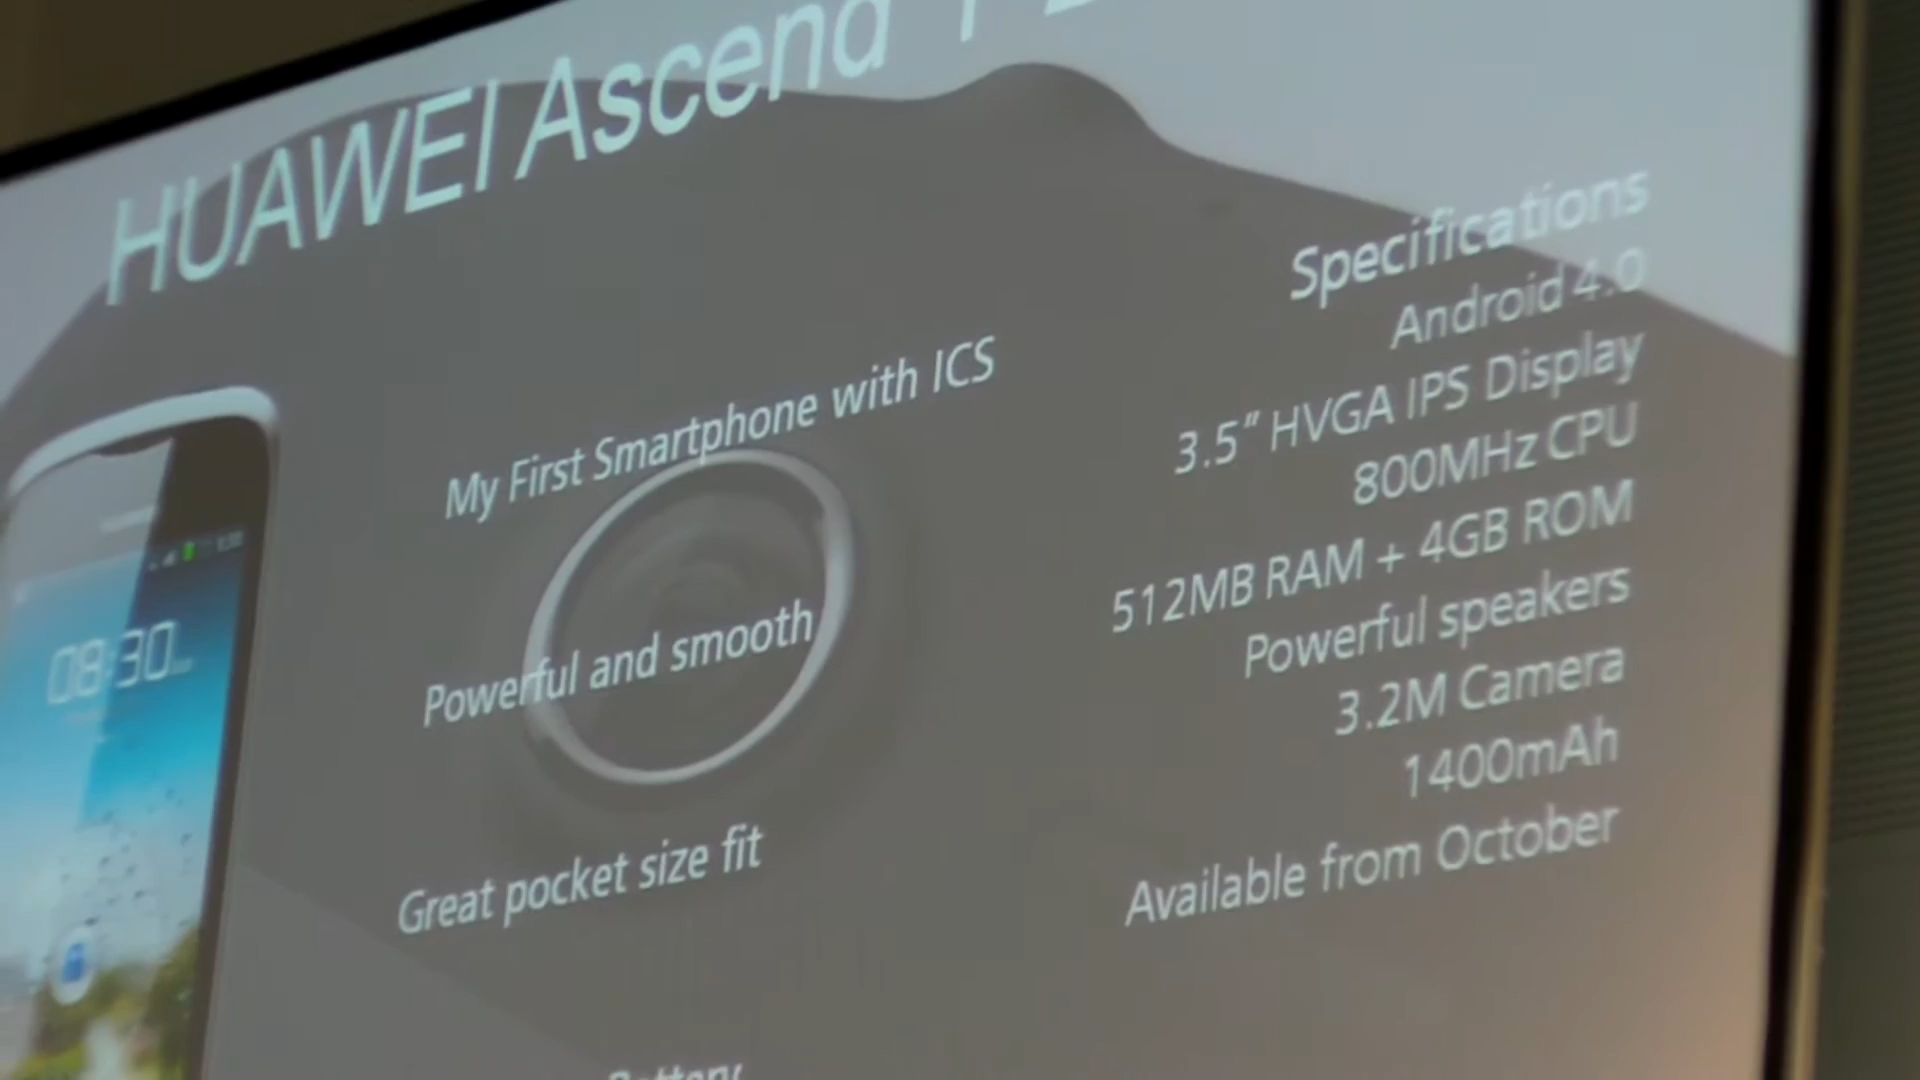 HUAWEI Ascend
My First Smartphone with ICS
Powerful and smooth
Great pocket size fit
Battery
Specifications
Android 4.0
3.5" HVGA IPS Display
800MHz CPU
512MB RAM + 4GB ROM
Powerful speakers
3.2M Camera
1400mAh
Available from October
08:30